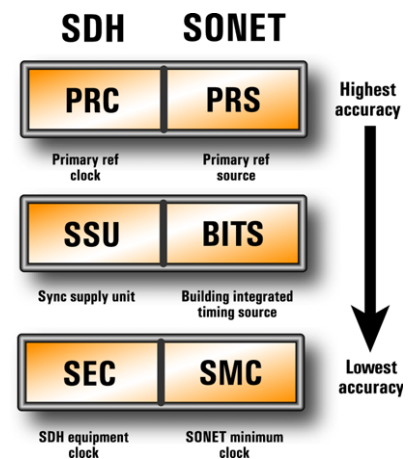 SDH SONET
PRC PRS
Highest
accuracy
Primary ref
clock
Primary ref
source
SSU BITS
Sync supply unit
Building integrated
timing source
SEC SMC
Lowest
accuracy
SDH equipment
clock
SONET minimum
clock